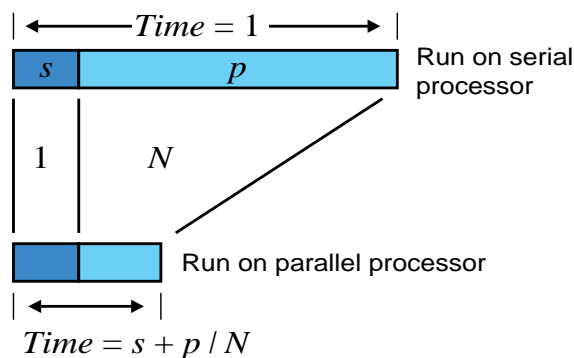 Time = 1
s p
Run on serial
processor
1 N
Run on parallel processor
Time = s + p / N